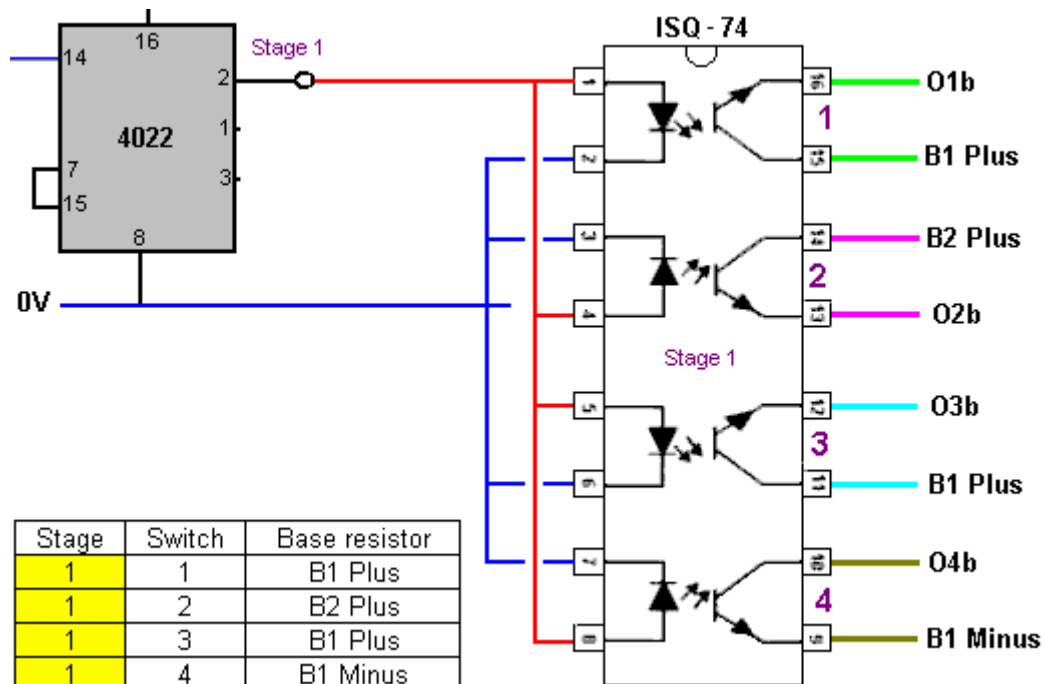 ISQ - 74
16
14
Stage 1
2
1
4022
1
3
7
15
8
0V
1
2
3
4
5
6
7
8
16
15
14
13
12
11
10
9
1
2
3
4
Stage 1
O1b
B1 Plus
B2 Plus
O2b
O3b
B1 Plus
O4b
B1 Minus
Stage Switch Base resistor
1 1 B1 Plus
1 2 B2 Plus
1 3 B1 Plus
1 4 B1 Minus